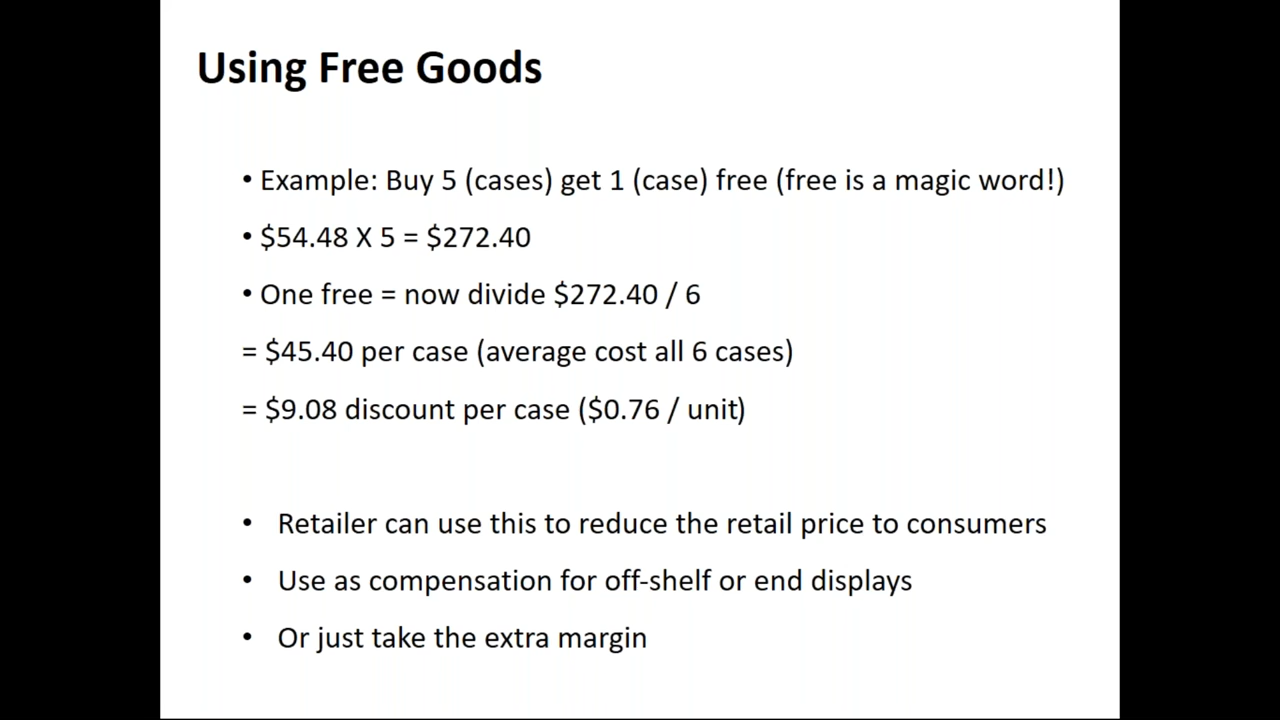 Using Free Goods
• Example: Buy 5 (cases) get 1 (case) free (free is a magic word!)
• $54.48 X 5 = $272.40
• One free = now divide $272.40 / 6
= $45.40 per case (average cost all 6 cases)
= $9.08 discount per case ($0.76 / unit)
• Retailer can use this to reduce the retail price to consumers
• Use as compensation for off-shelf or end displays
• Or just take the extra margin